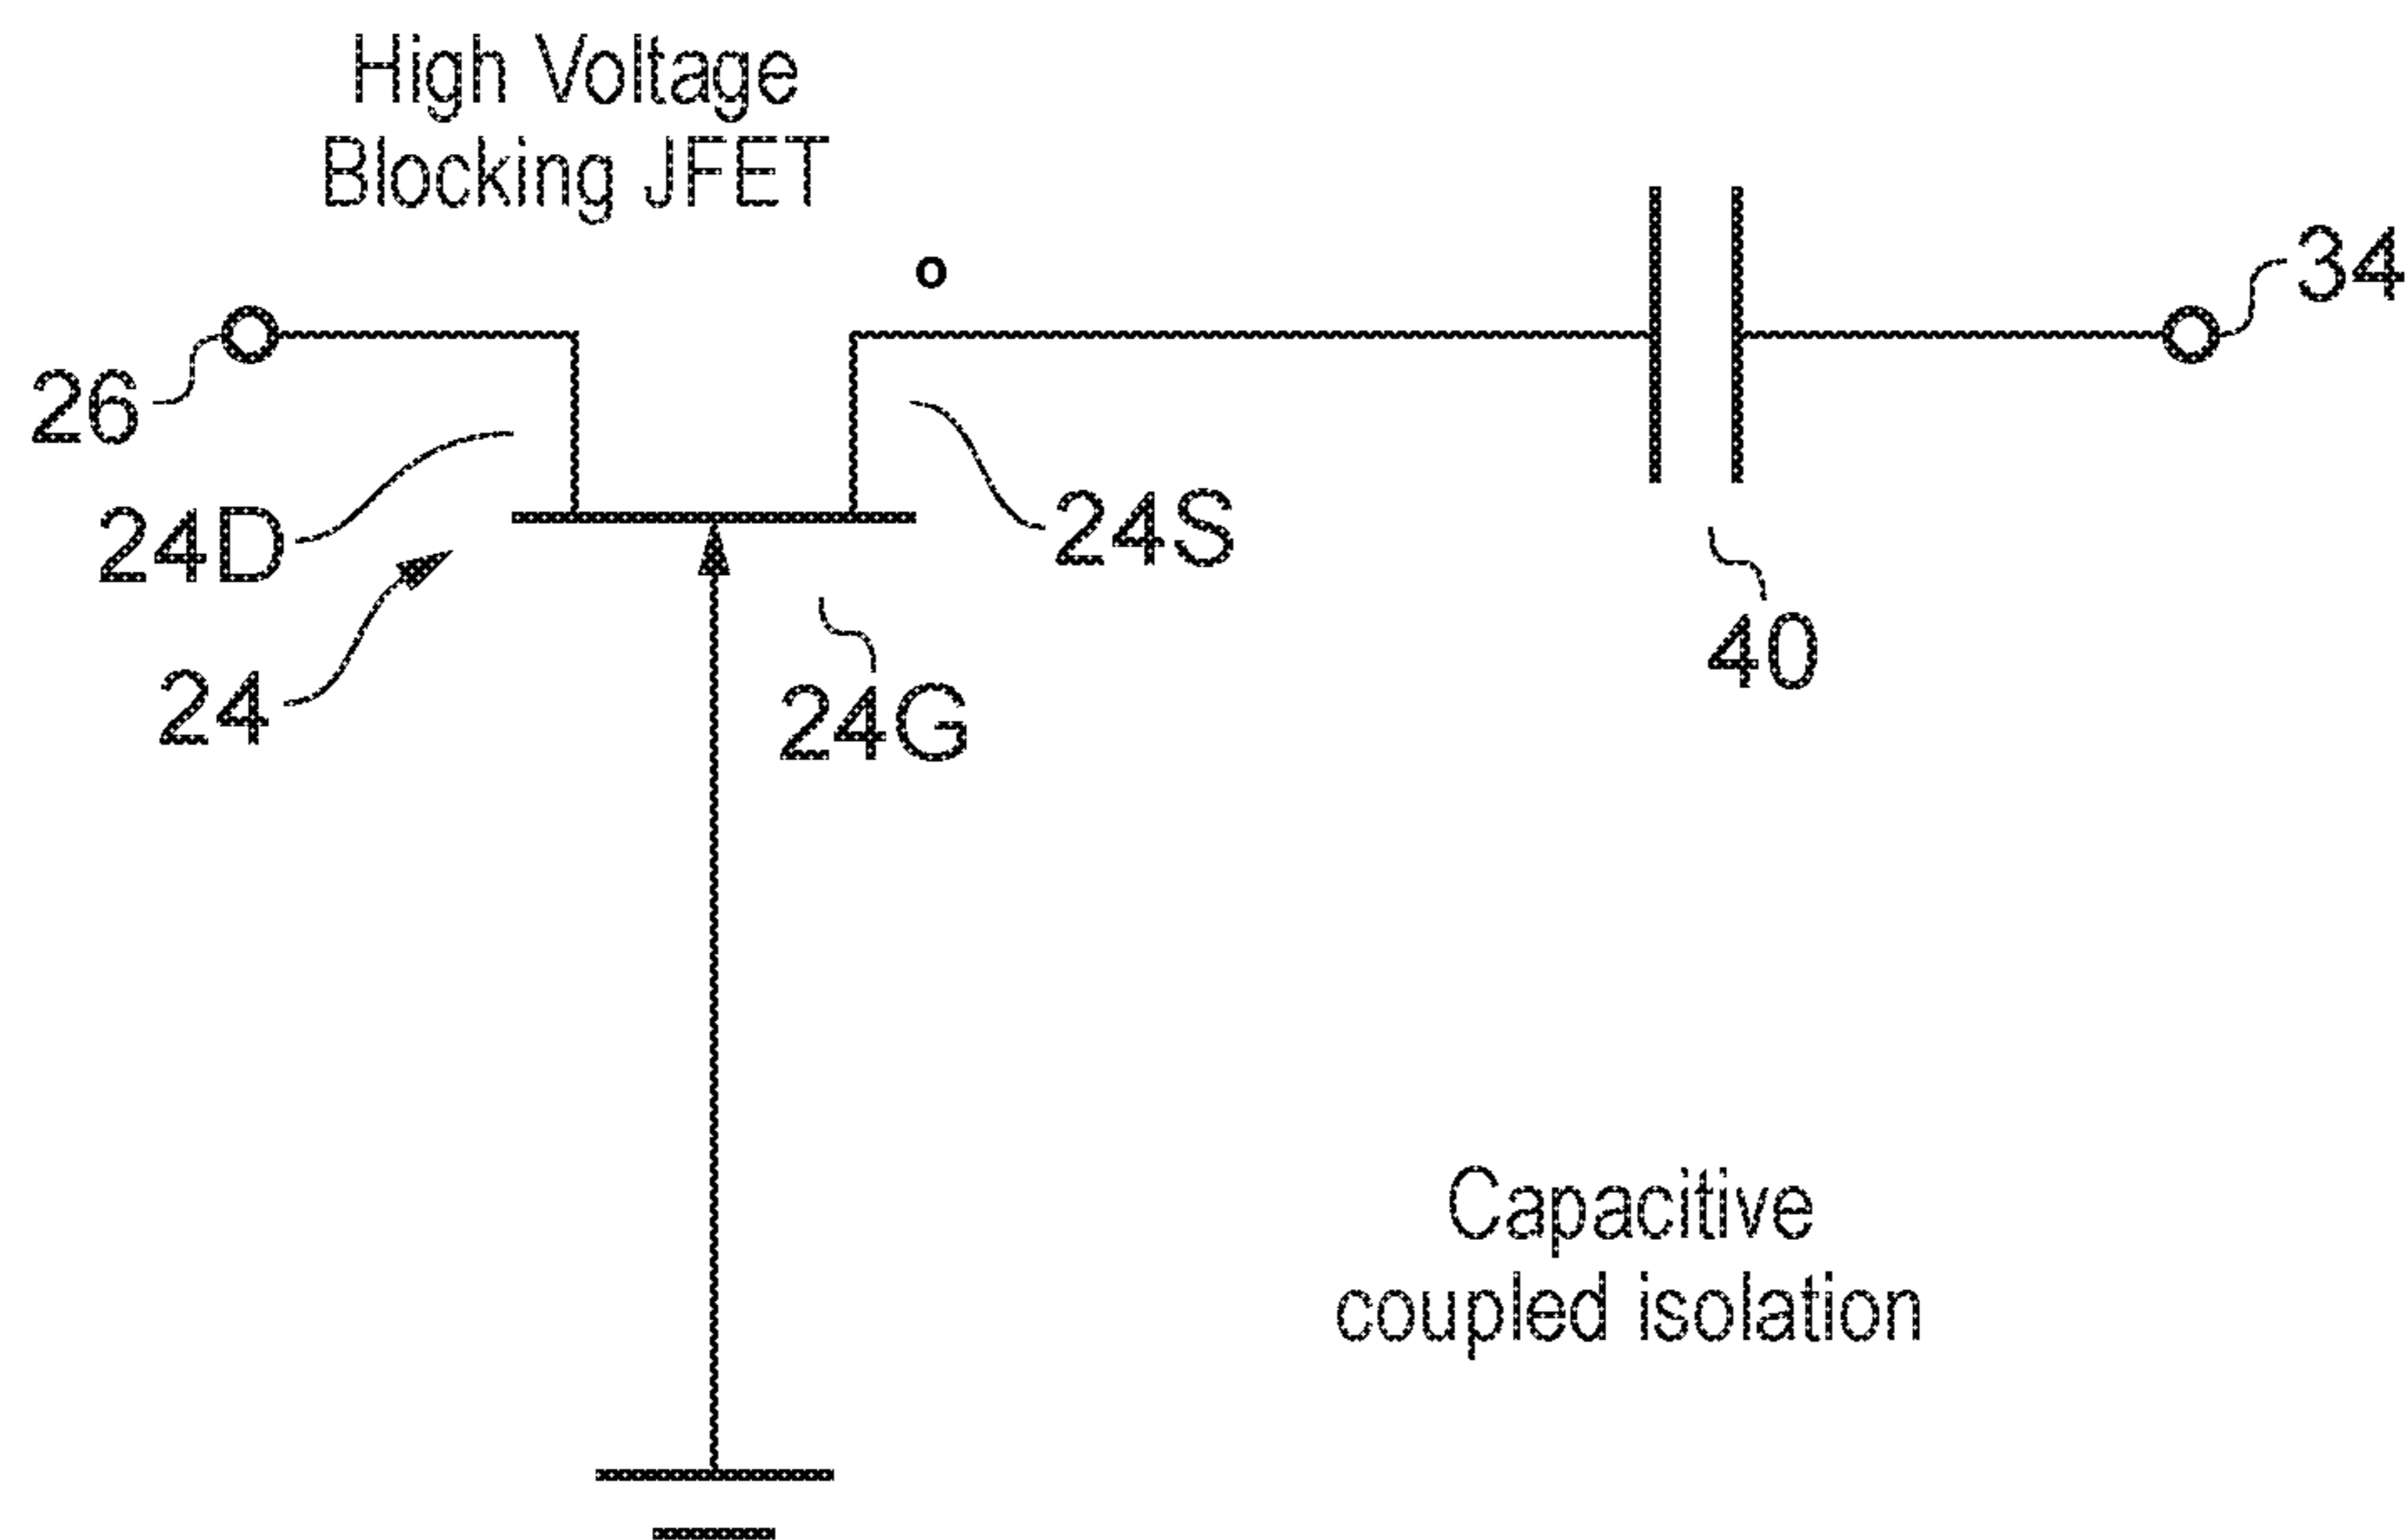 High Voltage
Blocking JFET
34
26
24D
24S
24
24G
40
Capacitive
coupled isolation